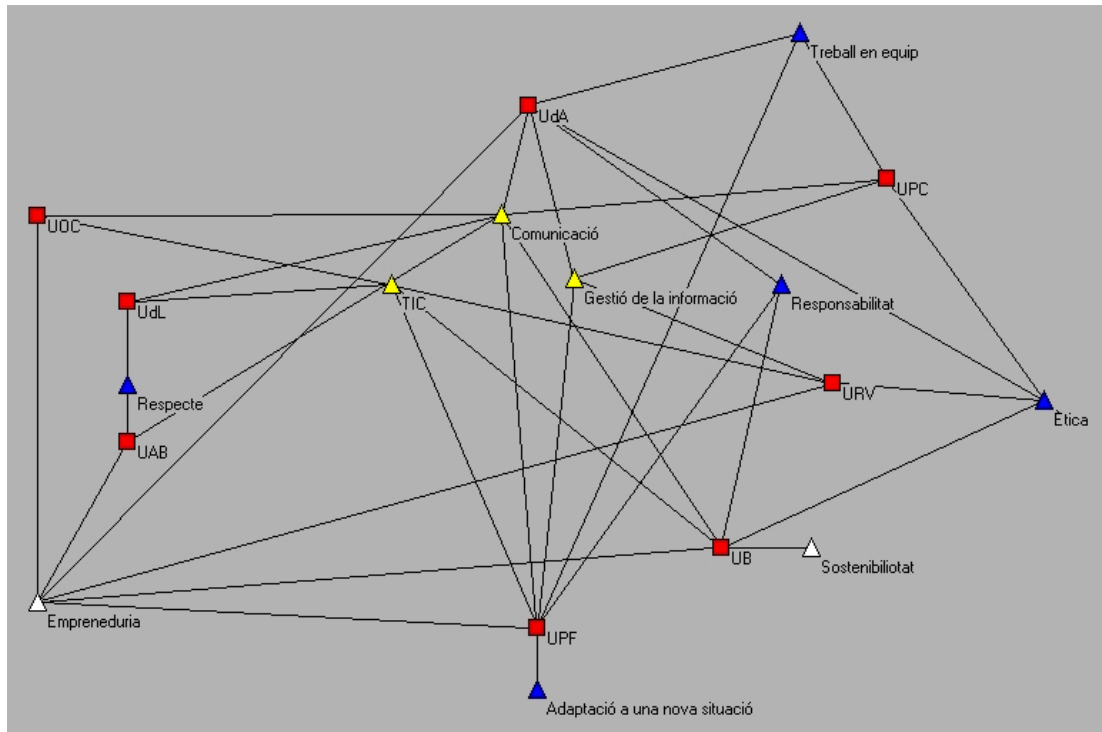 Treball en equip
UdA
UPC
UOC
Comunicació
TIC
Gestió de la informació
Responsabilitat
UdL
URV
Respecte
Ètica
UAB
UB
Sostenibiliotat
Empreneduria
UPF
Adaptació a una nova situació